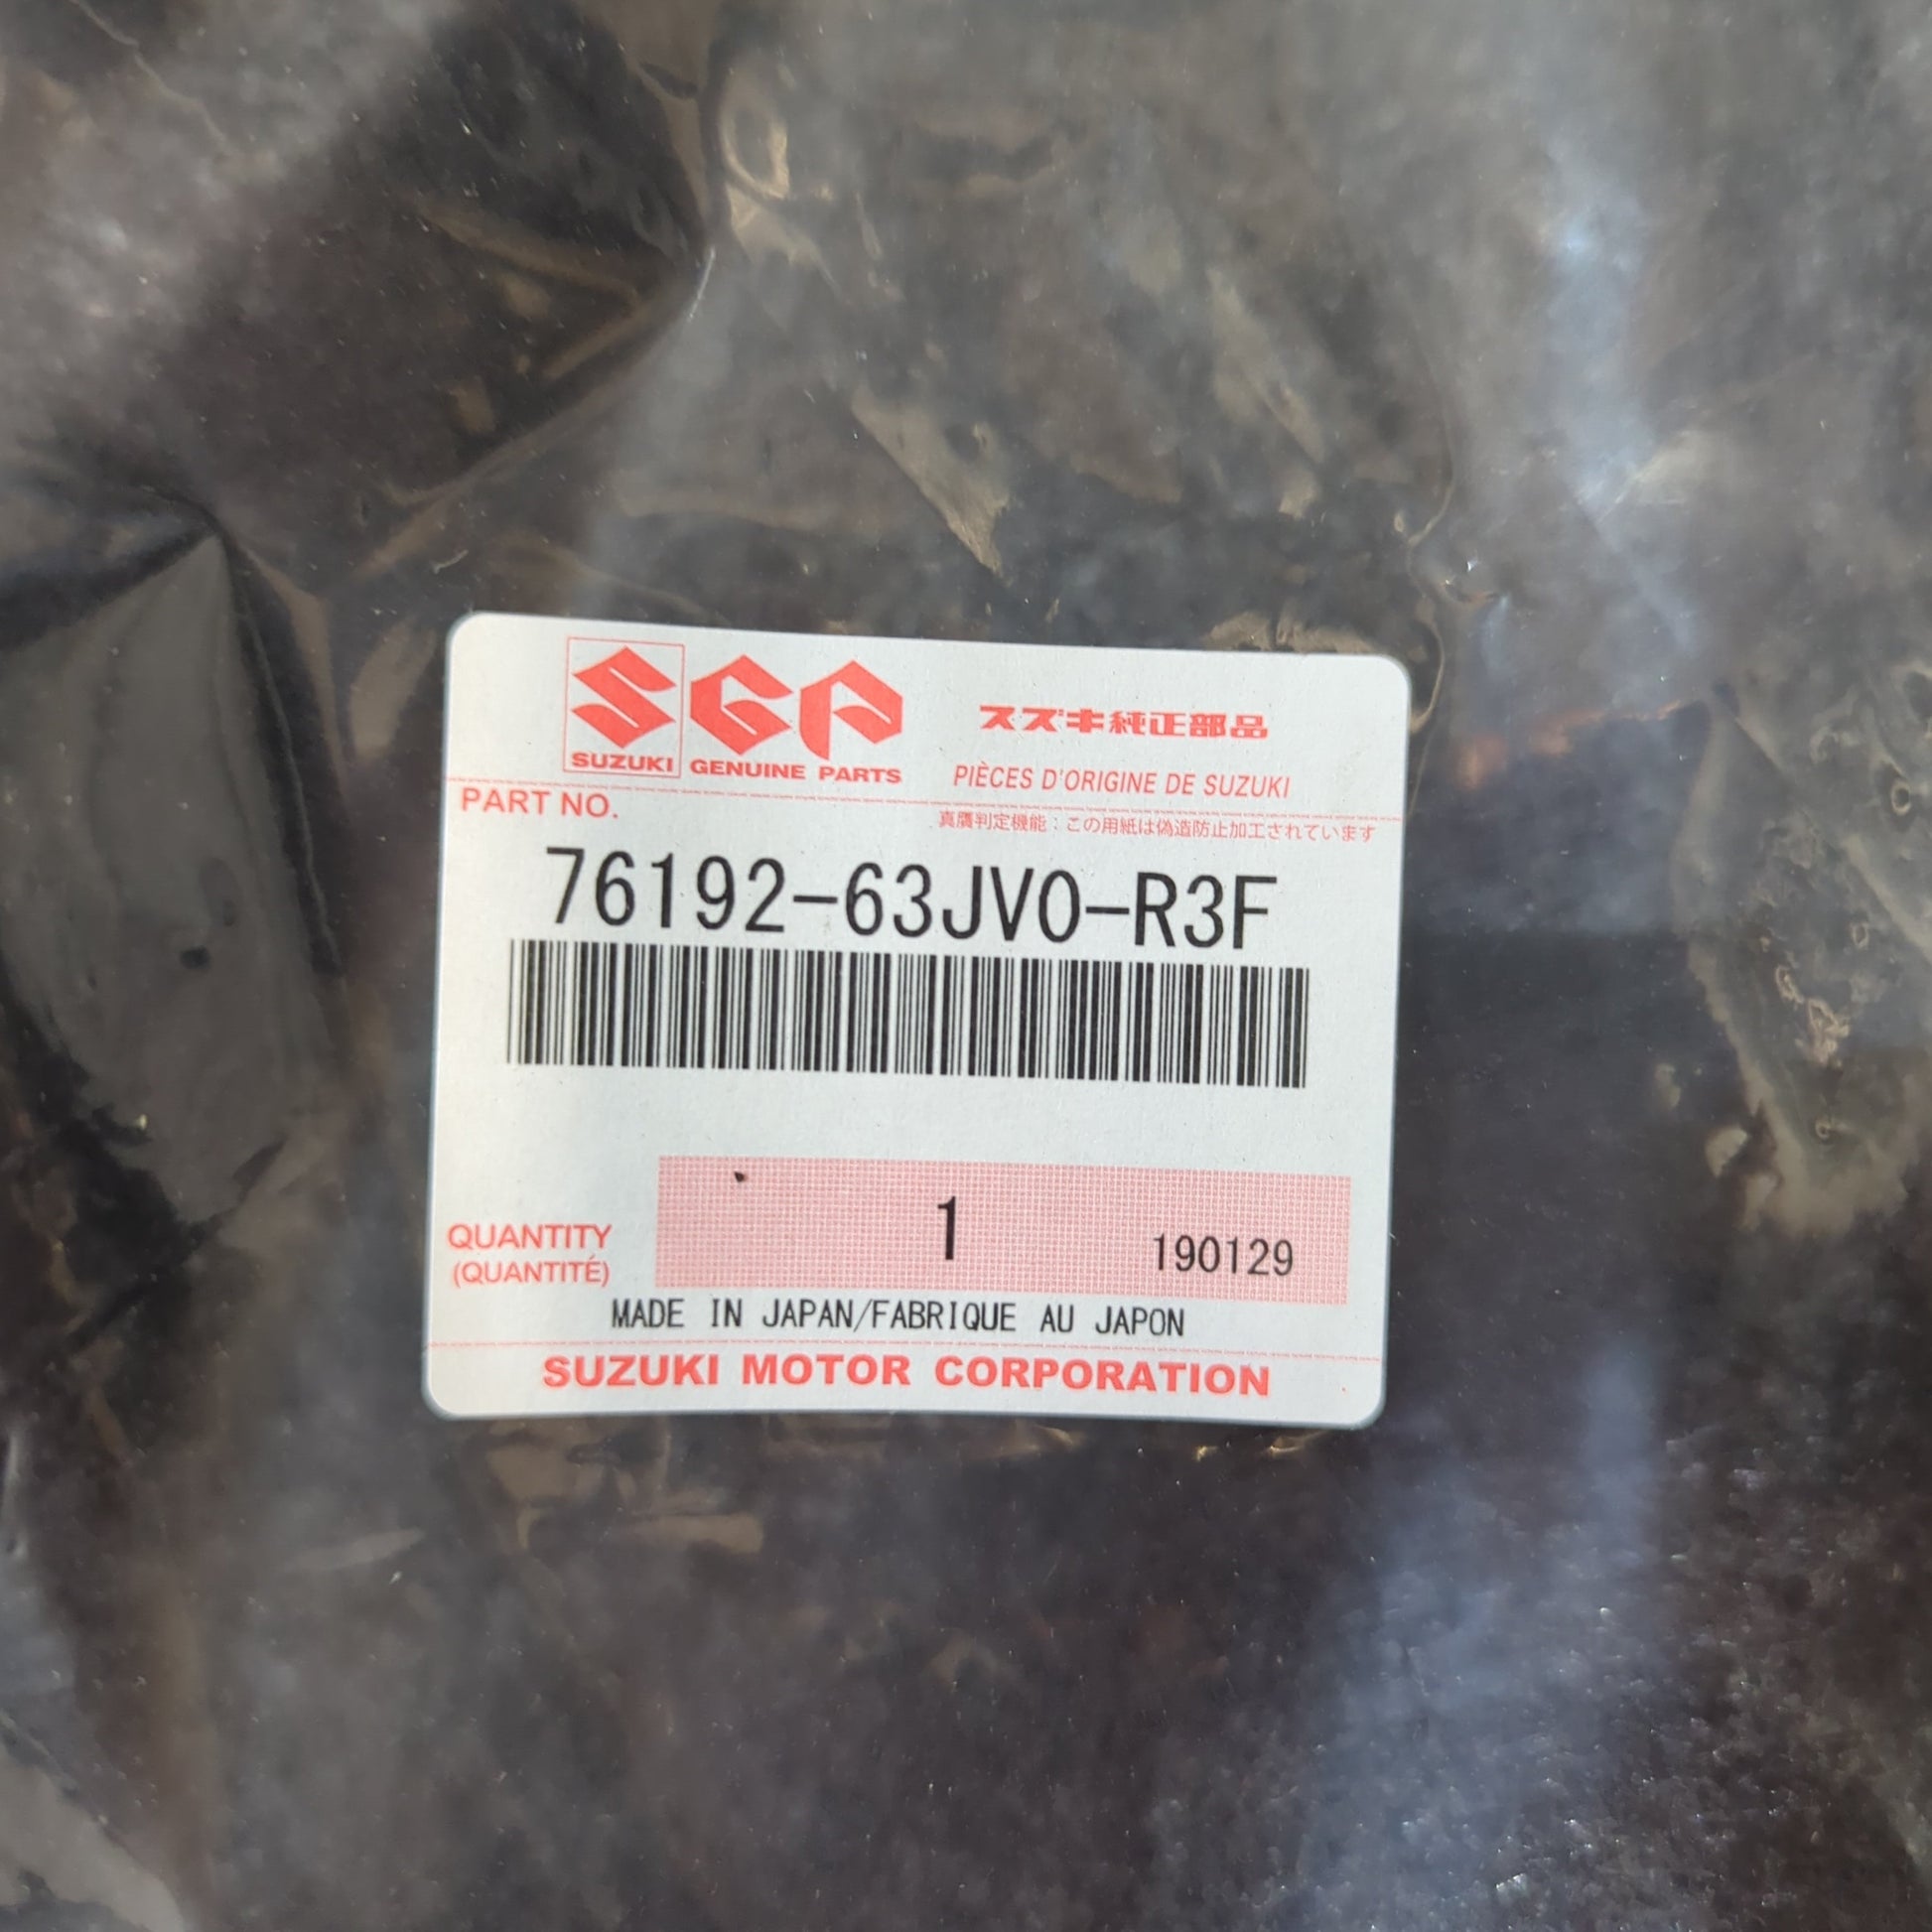 SGP
スズキ純正部品
SUZUKI GENUINE PARTS
PIÈCES D'ORIGINE DE SUZUKI
PART NO.
真贋判定機能：この用紙は偽造防止加工されています
76192-63JV0-R3F
QUANTITY
(QUANTITÉ)
1
190129
MADE IN JAPAN/FABRIQUE AU JAPON
SUZUKI MOTOR CORPORATION